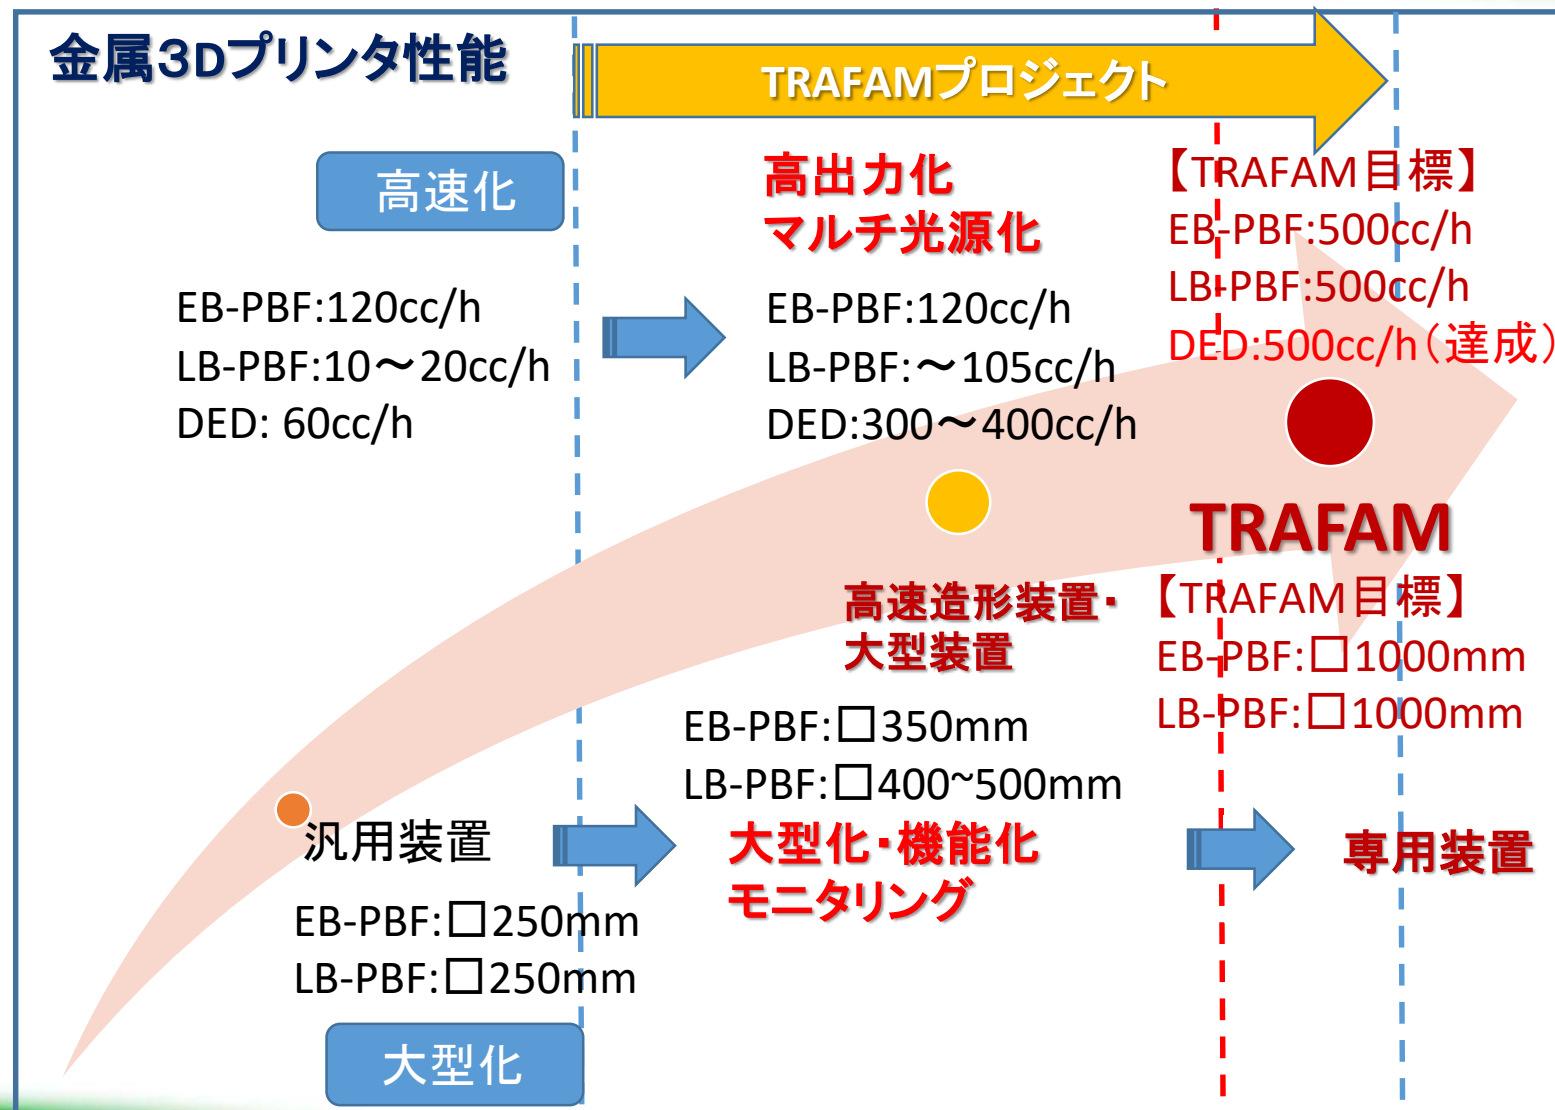 金属3Dプリンタ性能
TRAFAMプロジェクト
高速化
高出力化
マルチ光源化
【TRAFAM目標】
EB-PBF:500cc/h
LB-PBF:500cc/h
DED:500cc/h(達成)
EB-PBF:120cc/h
LB-PBF:10～20cc/h
DED: 60cc/h
EB-PBF:120cc/h
LB-PBF:～105cc/h
DED:300～400cc/h
TRAFAM
高速造形装置・
大型装置
【TRAFAM目標】
EB-PBF:□1000mm
LB-PBF:□1000mm
EB-PBF:□350mm
LB-PBF:□400~500mm
汎用装置
大型化・機能化
モニタリング
専用装置
EB-PBF:□250mm
LB-PBF:□250mm
大型化